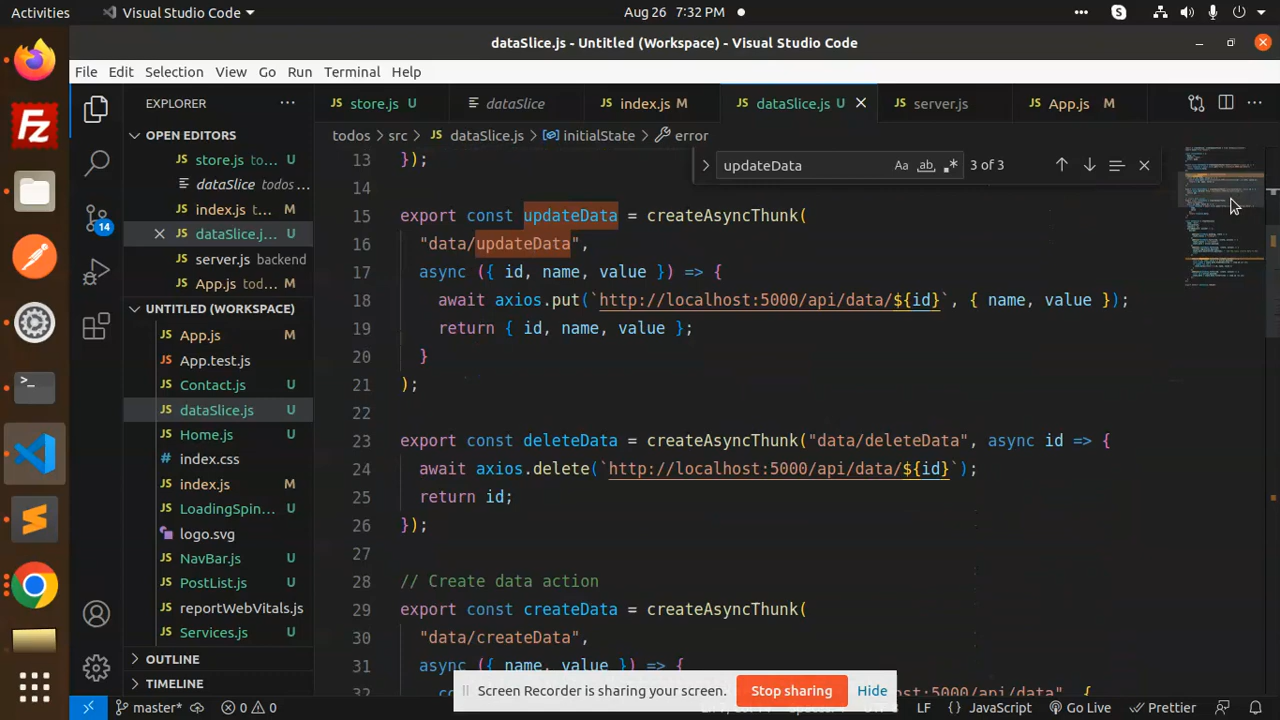 Activities
Visual Studio Code
Aug 26 7:32 PM
dataSlice.js - Untitled (Workspace) - Visual Studio Code
File Edit Selection View Go Run Terminal Help
EXPLORER
store.js
dataSlice
index.js M
dataSlice.js U
server.js
App.js M
OPEN EDITORS
store.js to...
dataSlice todos ...
index.js t...
dataSlice.j...
server.js backend
App.js tod...
UNTITLED (WORKSPACE)
App.js M
App.test.js
Contact.js U
dataSlice.js U
Home.js U
index.css
index.js M
LoadingSpin... U
logo.svg
NavBar.js U
PostList.js U
reportWebVitals.js
Services.js U
OUTLINE
TIMELINE
14
todos > src > dataSlice.js > initialState > error
updateData
Aa
ab
3 of 3
13 });
14
15 export const updateData = createAsyncThunk(
16 "data/updateData",
17 async ({ id, name, value }) => {
18 await axios.put(`http://localhost:5000/api/data/${id}`, { name, value });
19 return { id, name, value };
20 }
21 );
22
23 export const deleteData = createAsyncThunk("data/deleteData", async id => {
24 await axios.delete(`http://localhost:5000/api/data/${id}`);
25 return id;
26 });
27
28 // Create data action
29 export const createData = createAsyncThunk(
30 "data/createData",
31 async ({ name, value }) => {
32
Screen Recorder is sharing your screen.
Stop sharing
Hide
master*
0 0
LF
JavaScript
Go Live
Prettier